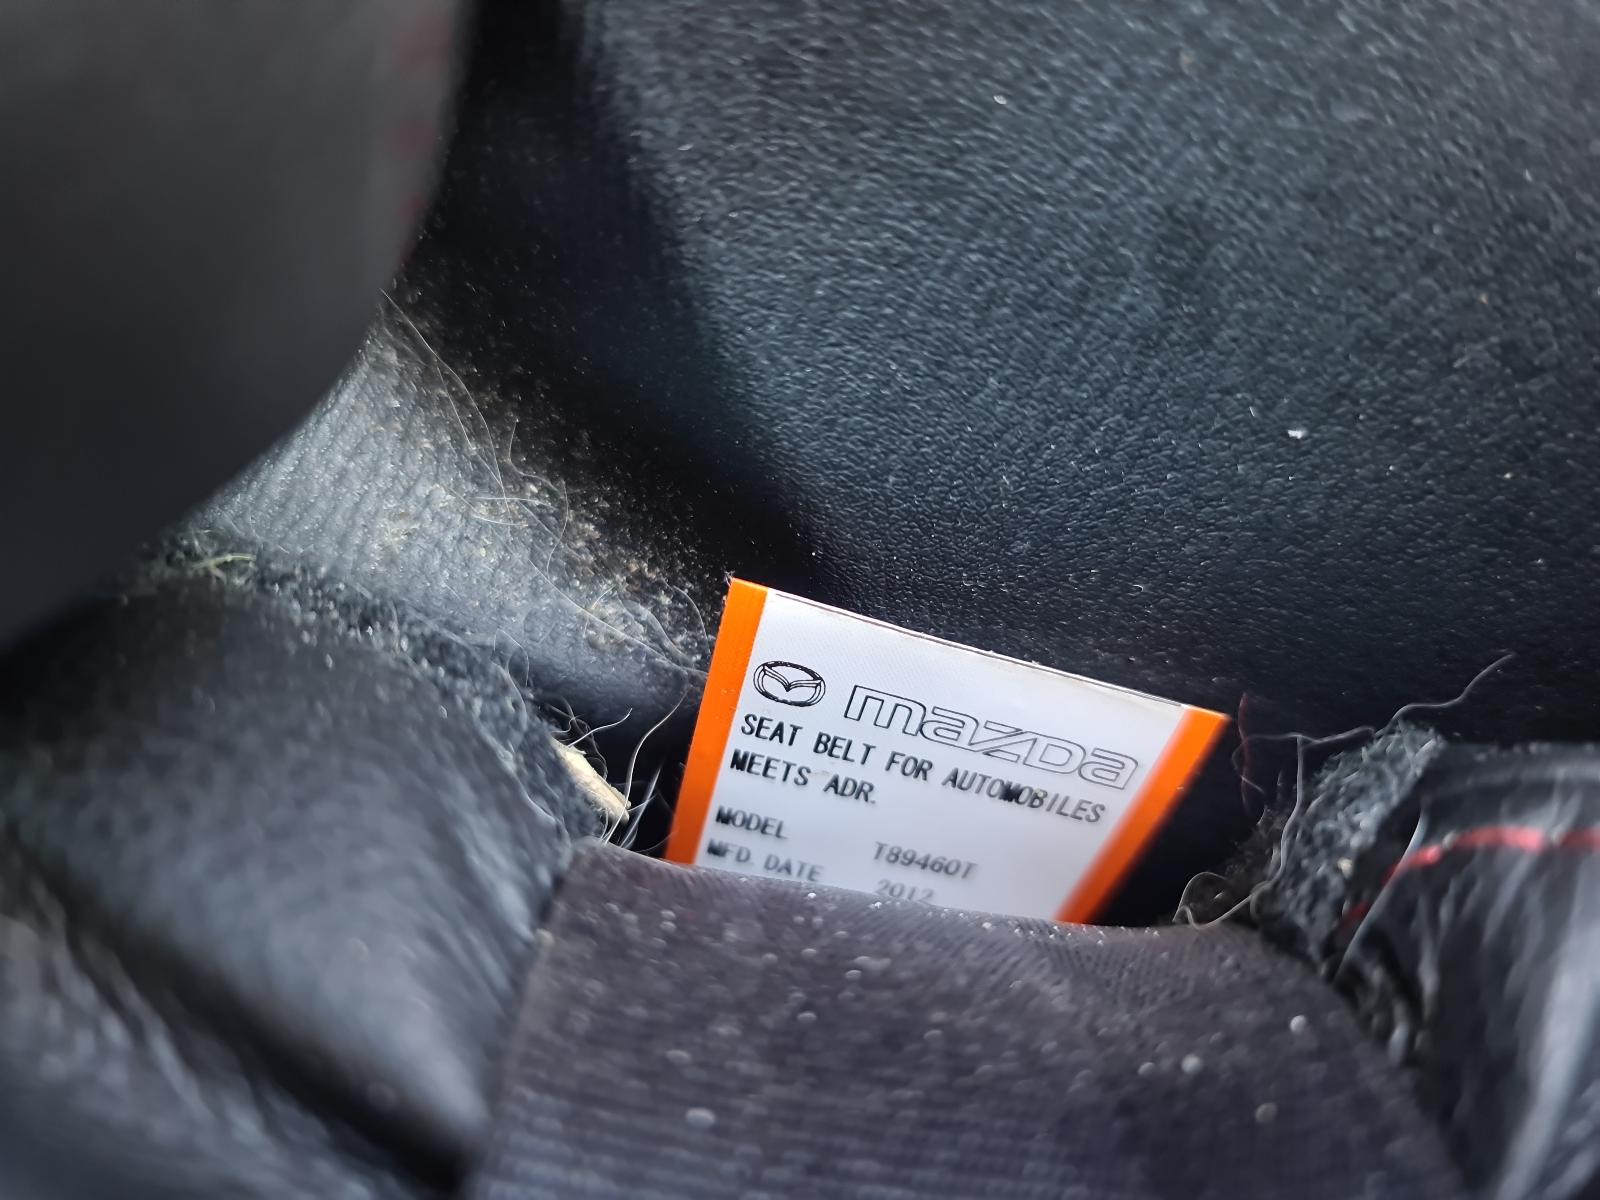 mazda
SEAT BELT FOR AUTOMOBILES
MEETS ADR.
MODEL T89460T
MFD. DATE 2012